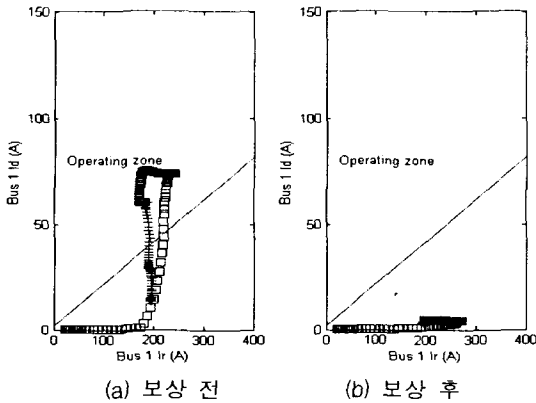 150
100
50
0
0 100 200 300 400
Bus 1 Id (A)
Operating zone
Bus 1 Ir (A)
(a) 보상 전
150
100
50
0
0 100 200 300 400
Bus 1 Id (A)
Operating zone
Bus 1 Ir (A)
(b) 보상 후